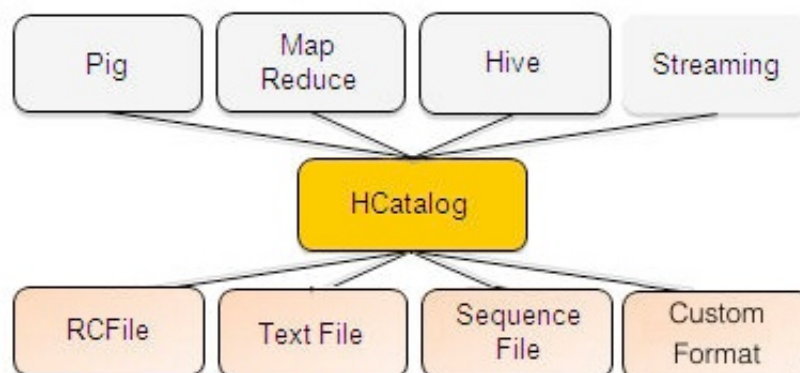 Pig
Map
Reduce
Hive
Streaming
HCatalog
RCFile
Text File
Sequence
File
Custom
Format